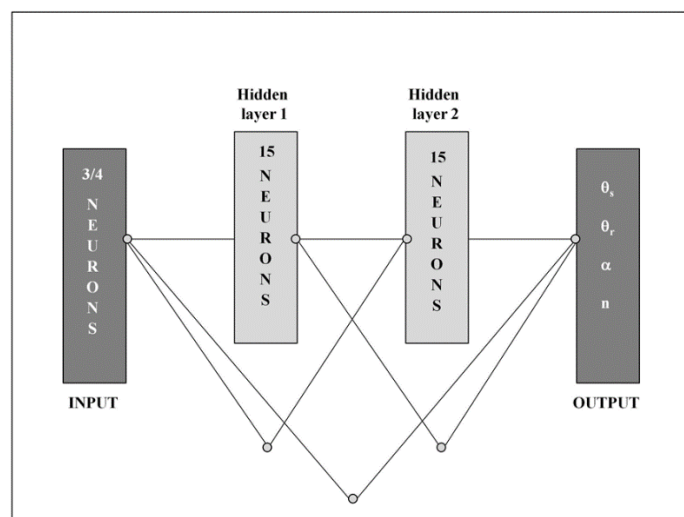 Hidden
layer 1
Hidden
layer 2
3/4
N
E
U
R
O
N
S
INPUT
15
N
E
U
R
O
N
S
15
N
E
U
R
O
N
S
θs
θr
α
n
OUTPUT